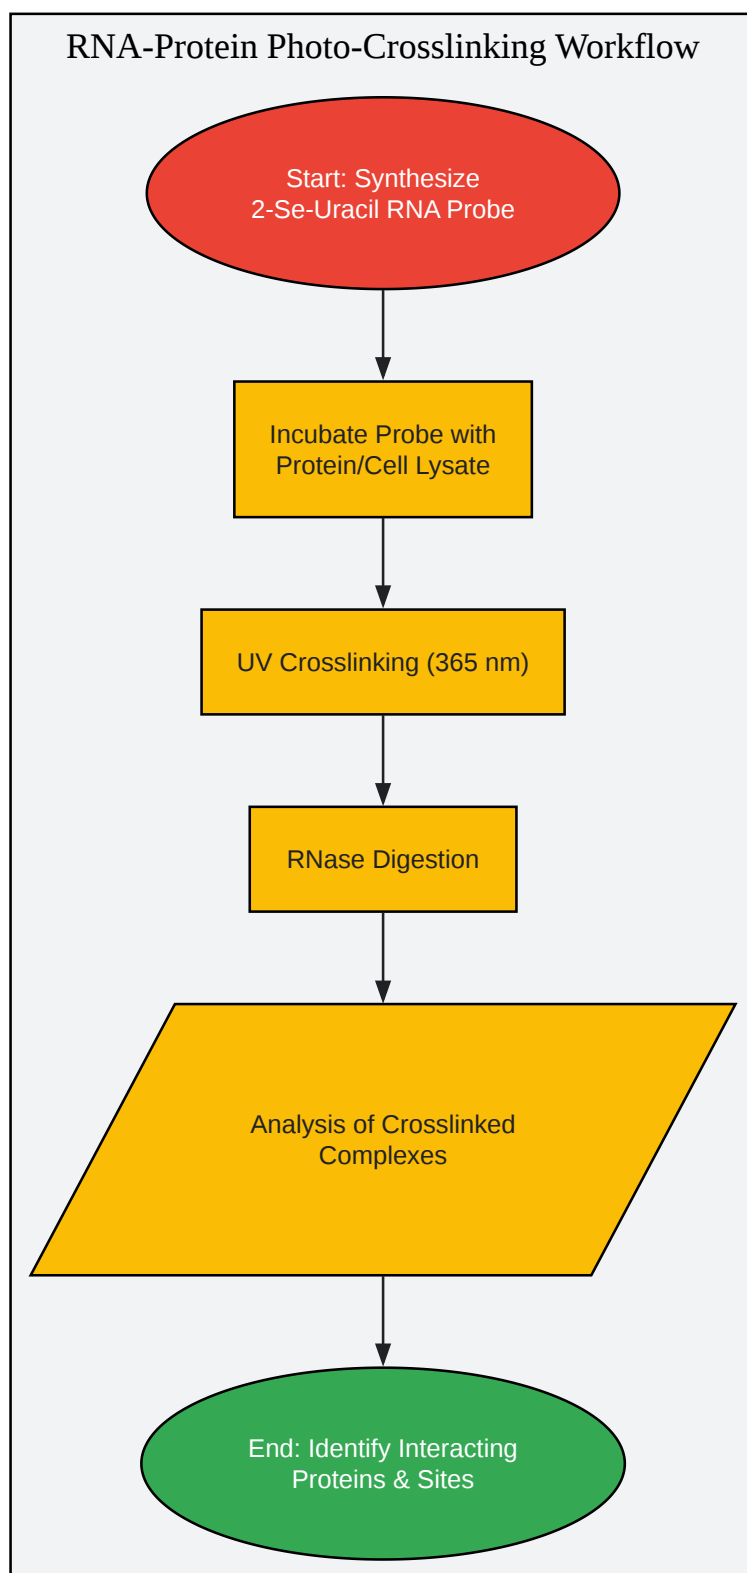 RNA-Protein Photo-Crosslinking Workflow
Start: Synthesize
2-Se-Uracil RNA Probe
Incubate Probe with
Protein/Cell Lysate
UV Crosslinking (365 nm)
RNase Digestion
Analysis of Crosslinked
Complexes
End: Identify Interacting
Proteins & Sites